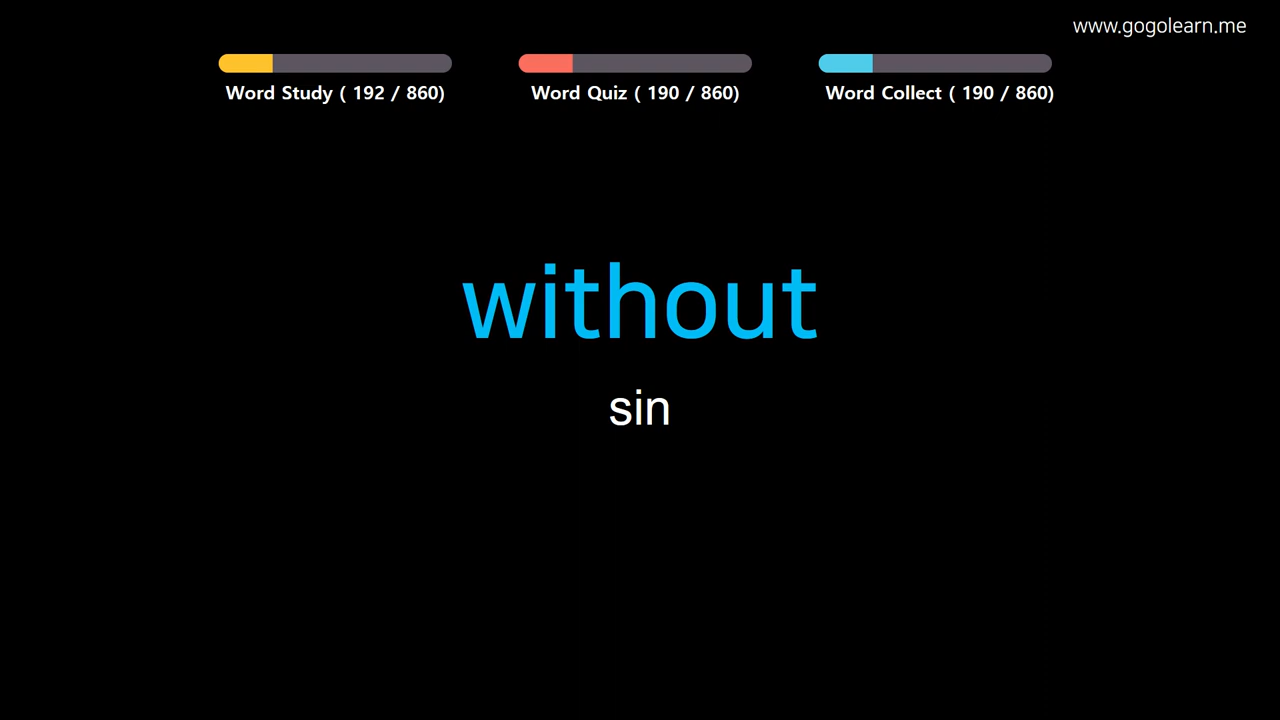 www.gogolearn.me
Word Study ( 192 / 860)
Word Quiz ( 190 / 860)
Word Collect ( 190 / 860)
without
sin